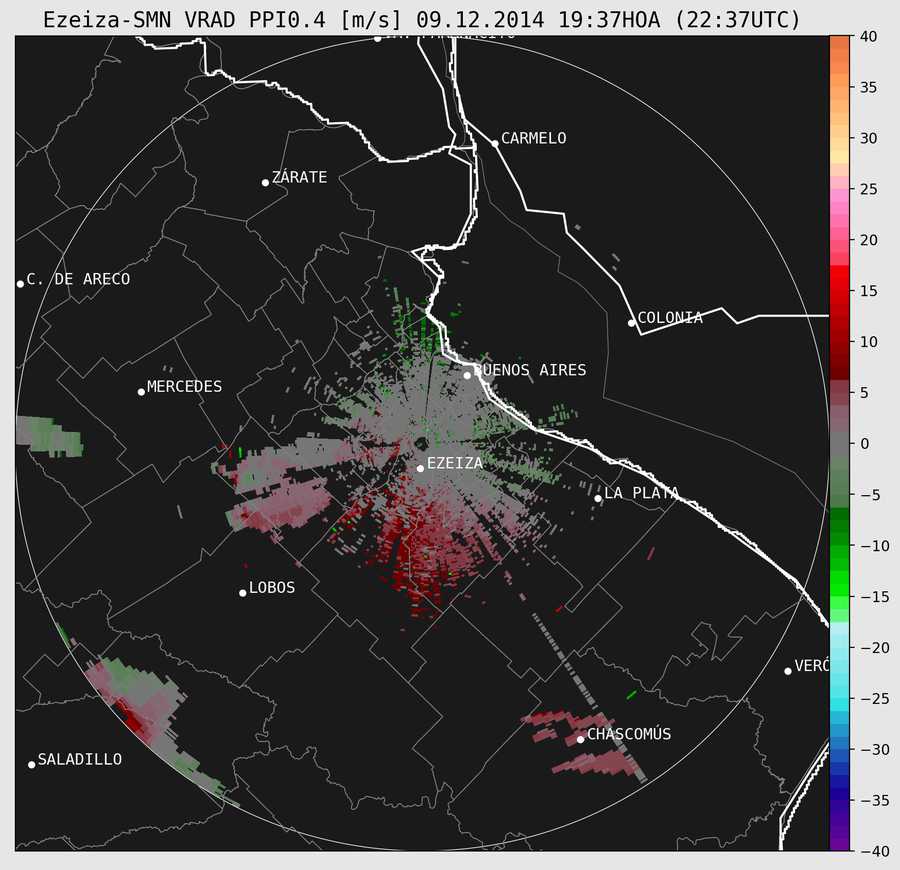 Ezeiza-SMN VRAD PPI0.4 [m/s] 09.12.2014 19:37HOA (22:37UTC)
CARMELO
ZÁRATE
C. DE ARECO
COLONIA
BUENOS AIRES
MERCEDES
EZEIZA
LA PLATA
LOBOS
VERÓ
CHASCOMÚS
SALADILLO
40
35
30
25
20
15
10
5
0
−5
−10
−15
−20
−25
−30
−35
−40